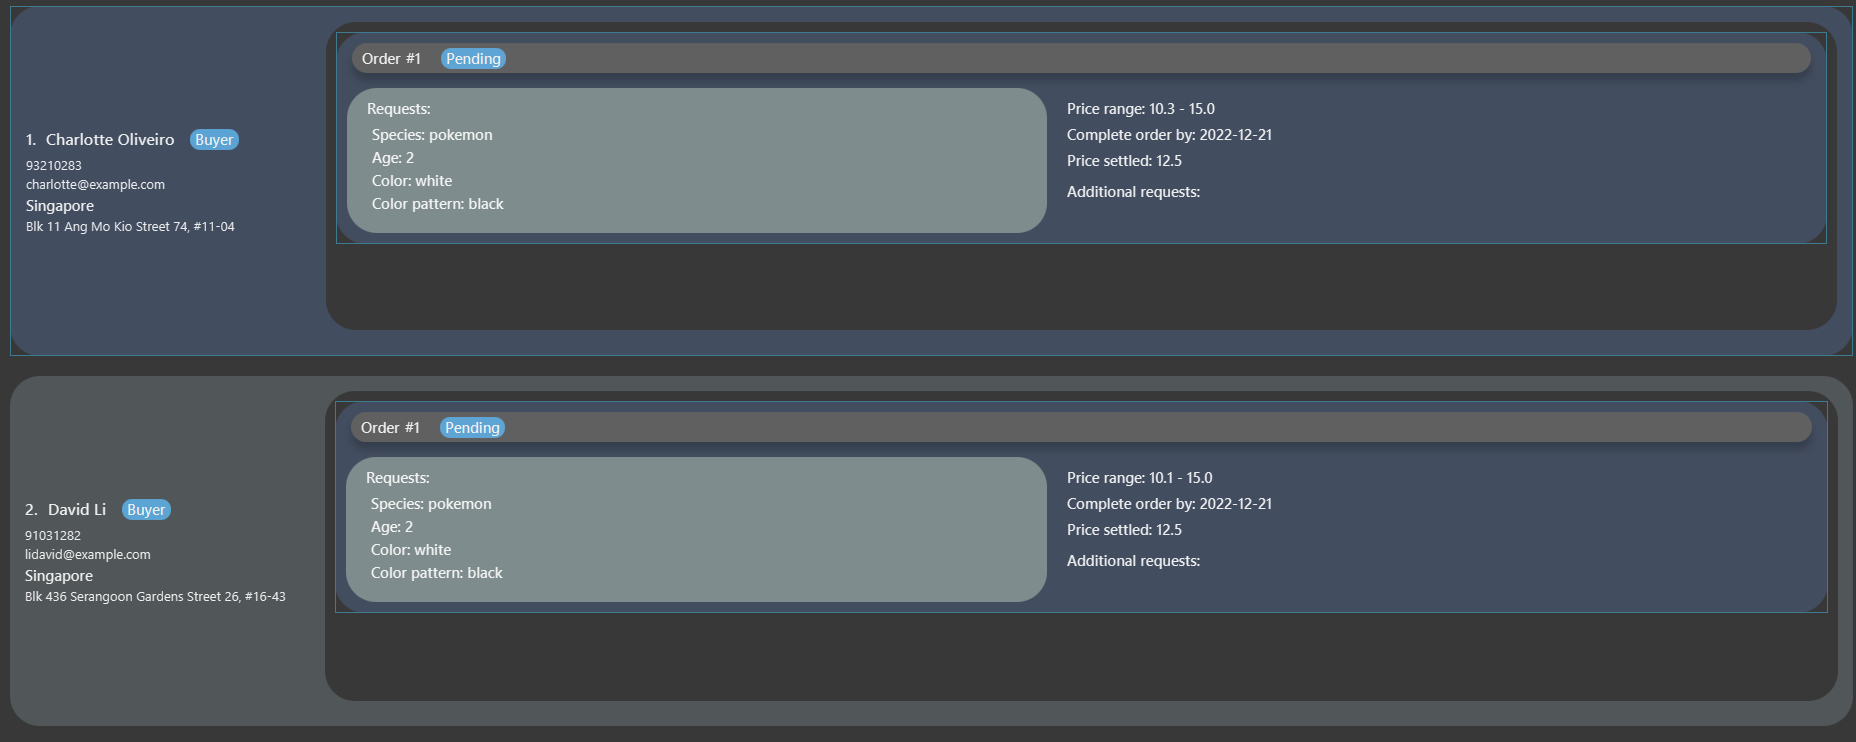 1. Charlotte Oliveiro Buyer
93210283
charlotte@example.com
Singapore
Blk 11 Ang Mo Kio Street 74, #11-04
Order #1 Pending
Requests:
Species: pokemon
Age: 2
Color: white
Color pattern: black
Price range: 10.3 - 15.0
Complete order by: 2022-12-21
Price settled: 12.5
Additional requests:
2. David Li Buyer
91031282
lidavid@example.com
Singapore
Blk 436 Serangoon Gardens Street 26, #16-43
Order #1 Pending
Requests:
Species: pokemon
Age: 2
Color: white
Color pattern: black
Price range: 10.1 - 15.0
Complete order by: 2022-12-21
Price settled: 12.5
Additional requests: